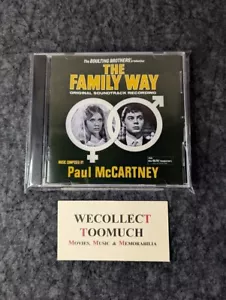 The BOULTING BROTHERS' Production
THE
FAMILY WAY
ORIGINAL SOUNDTRACK RECORDING
MUSIC COMPOSED BY
Paul McCARTNEY
WECOLLECT
TOOMUCH
MOVIES, MUSIC & MEMORABILIA